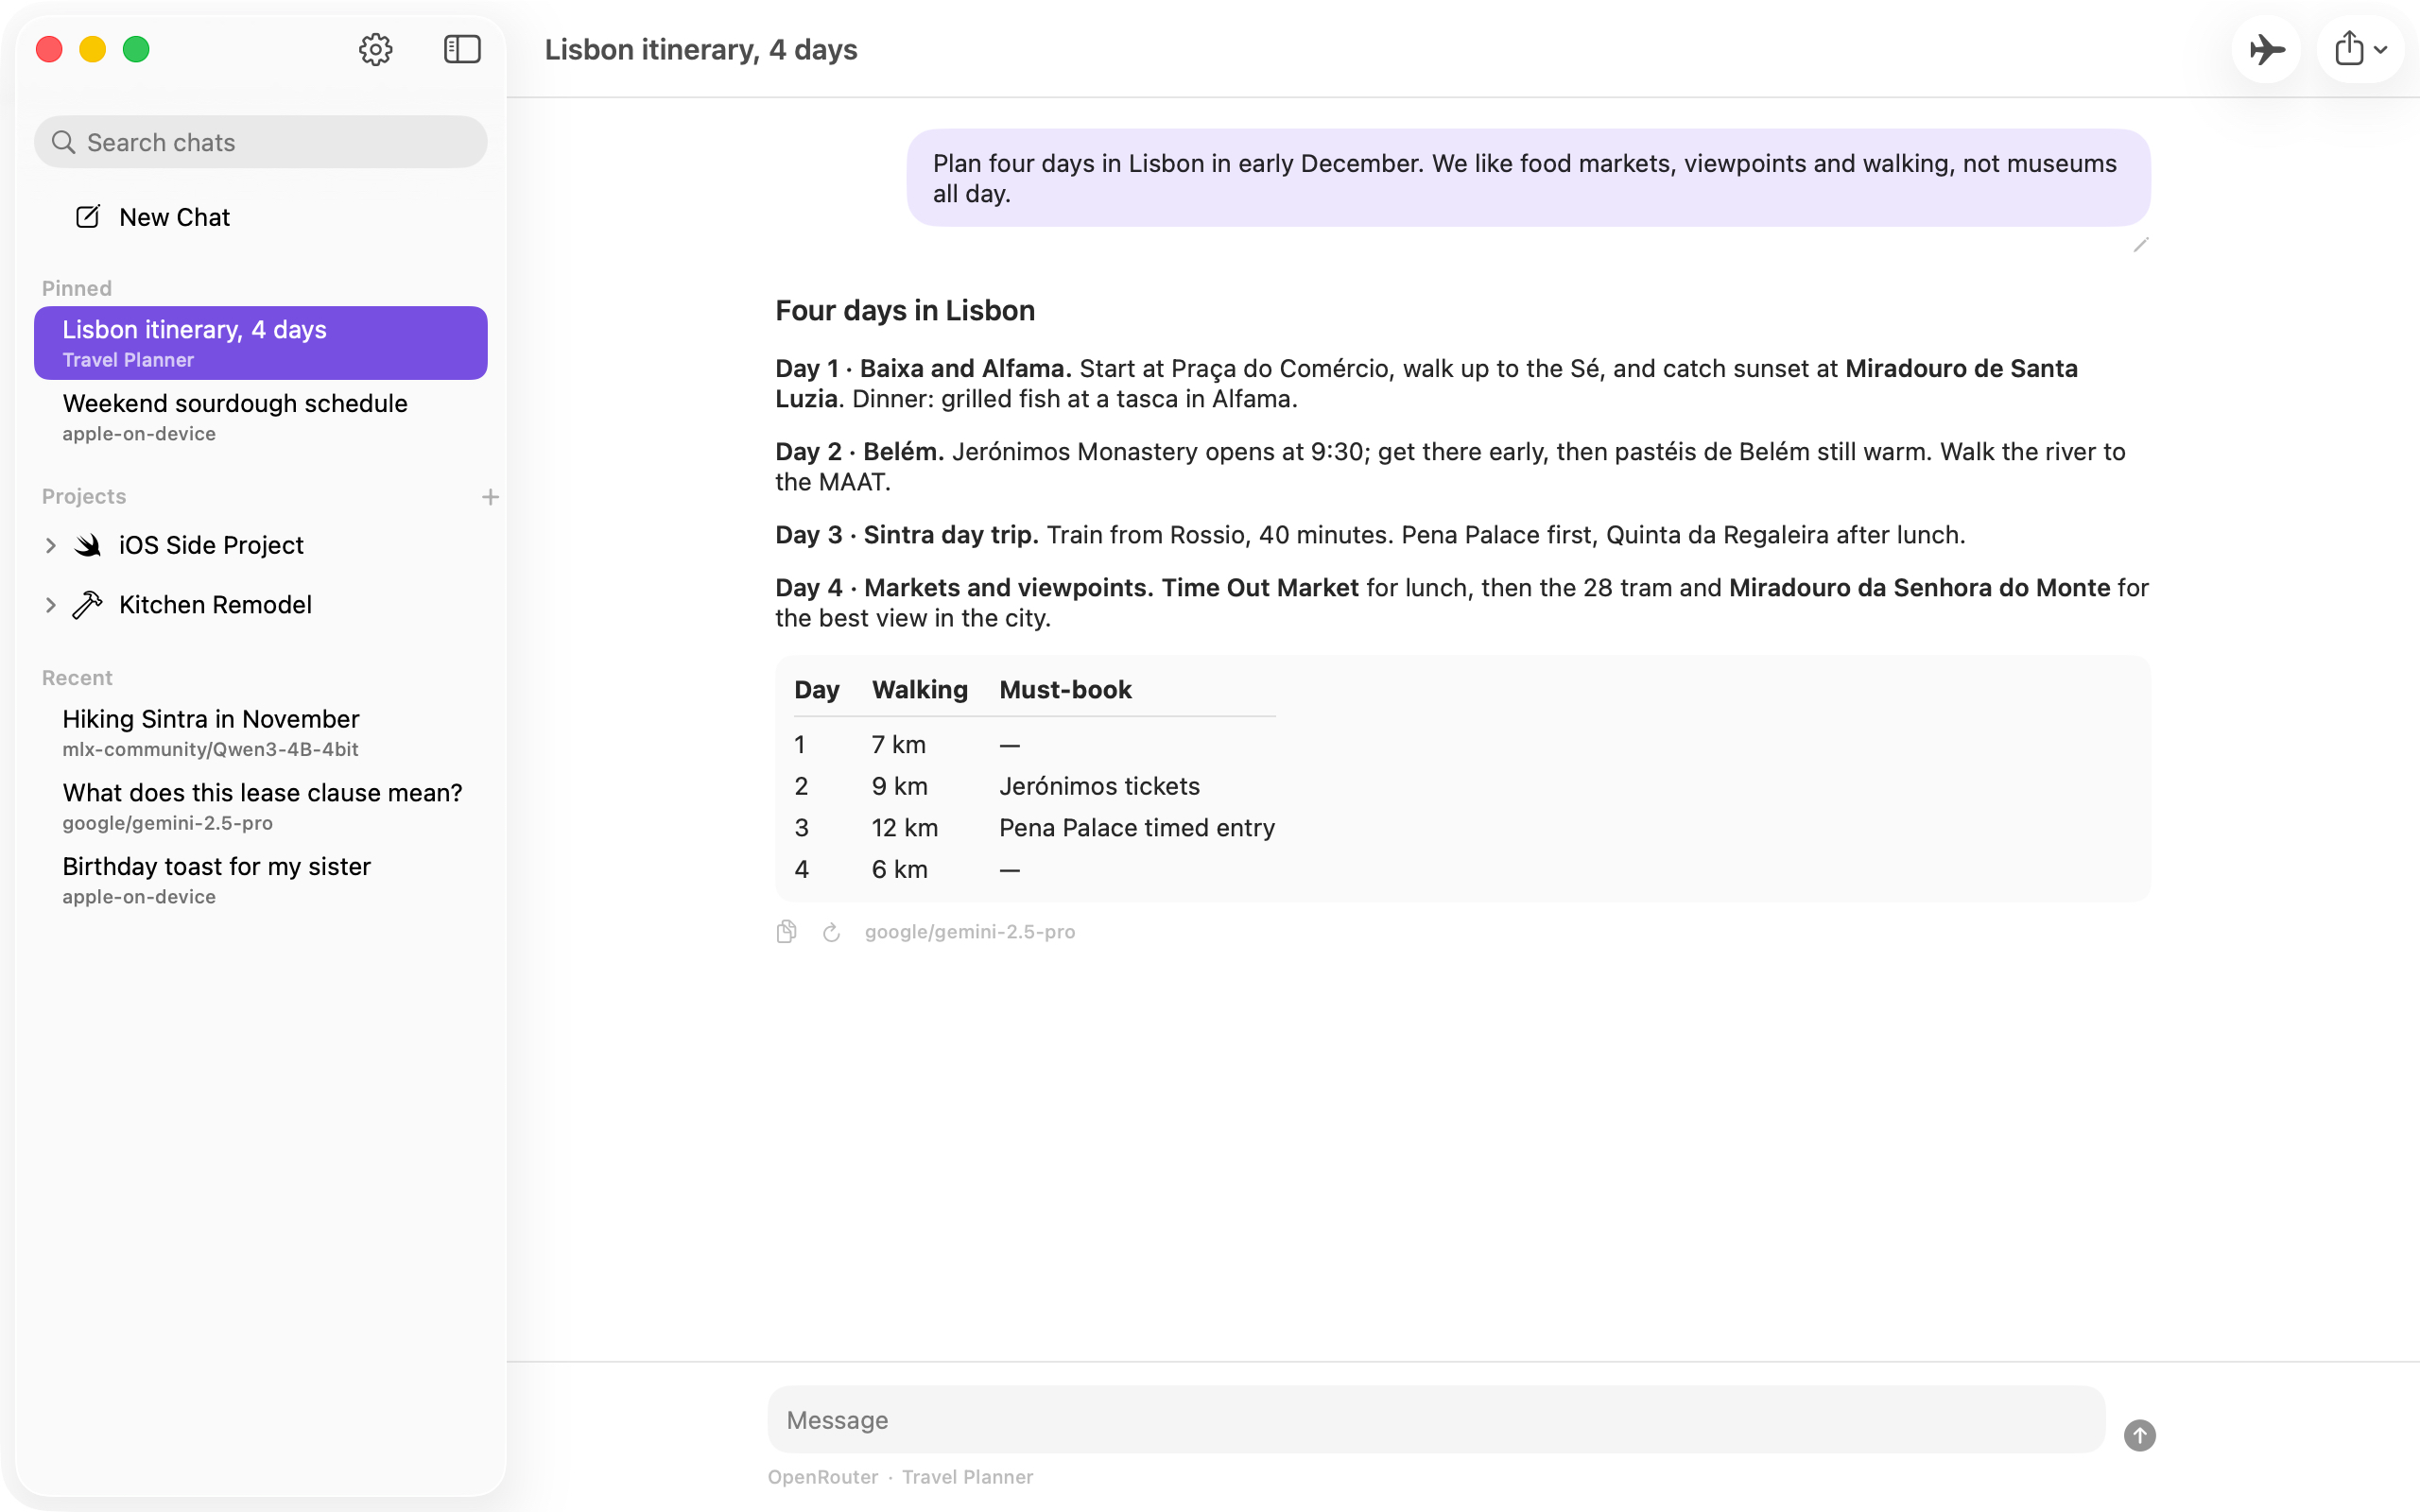 Lisbon itinerary, 4 days
Search chats
New Chat
Pinned
Lisbon itinerary, 4 days
Travel Planner
Weekend sourdough schedule
apple-on-device
Projects
iOS Side Project
Kitchen Remodel
Recent
Hiking Sintra in November
mlx-community/Qwen3-4B-4bit
What does this lease clause mean?
google/gemini-2.5-pro
Birthday toast for my sister
apple-on-device
Plan four days in Lisbon in early December. We like food markets, viewpoints and walking, not museums
all day.
Four days in Lisbon
Day 1 · Baixa and Alfama. Start at Praça do Comércio, walk up to the Sé, and catch sunset at Miradouro de Santa
Luzia. Dinner: grilled fish at a tasca in Alfama.
Day 2 · Belém. Jerónimos Monastery opens at 9:30; get there early, then pastéis de Belém still warm. Walk the river to
the MAAT.
Day 3 · Sintra day trip. Train from Rossio, 40 minutes. Pena Palace first, Quinta da Regaleira after lunch.
Day 4 · Markets and viewpoints. Time Out Market for lunch, then the 28 tram and Miradouro da Senhora do Monte for
the best view in the city.
Day Walking Must-book
1 7 km —
2 9 km Jerónimos tickets
3 12 km Pena Palace timed entry
4 6 km —
google/gemini-2.5-pro
Message
OpenRouter · Travel Planner